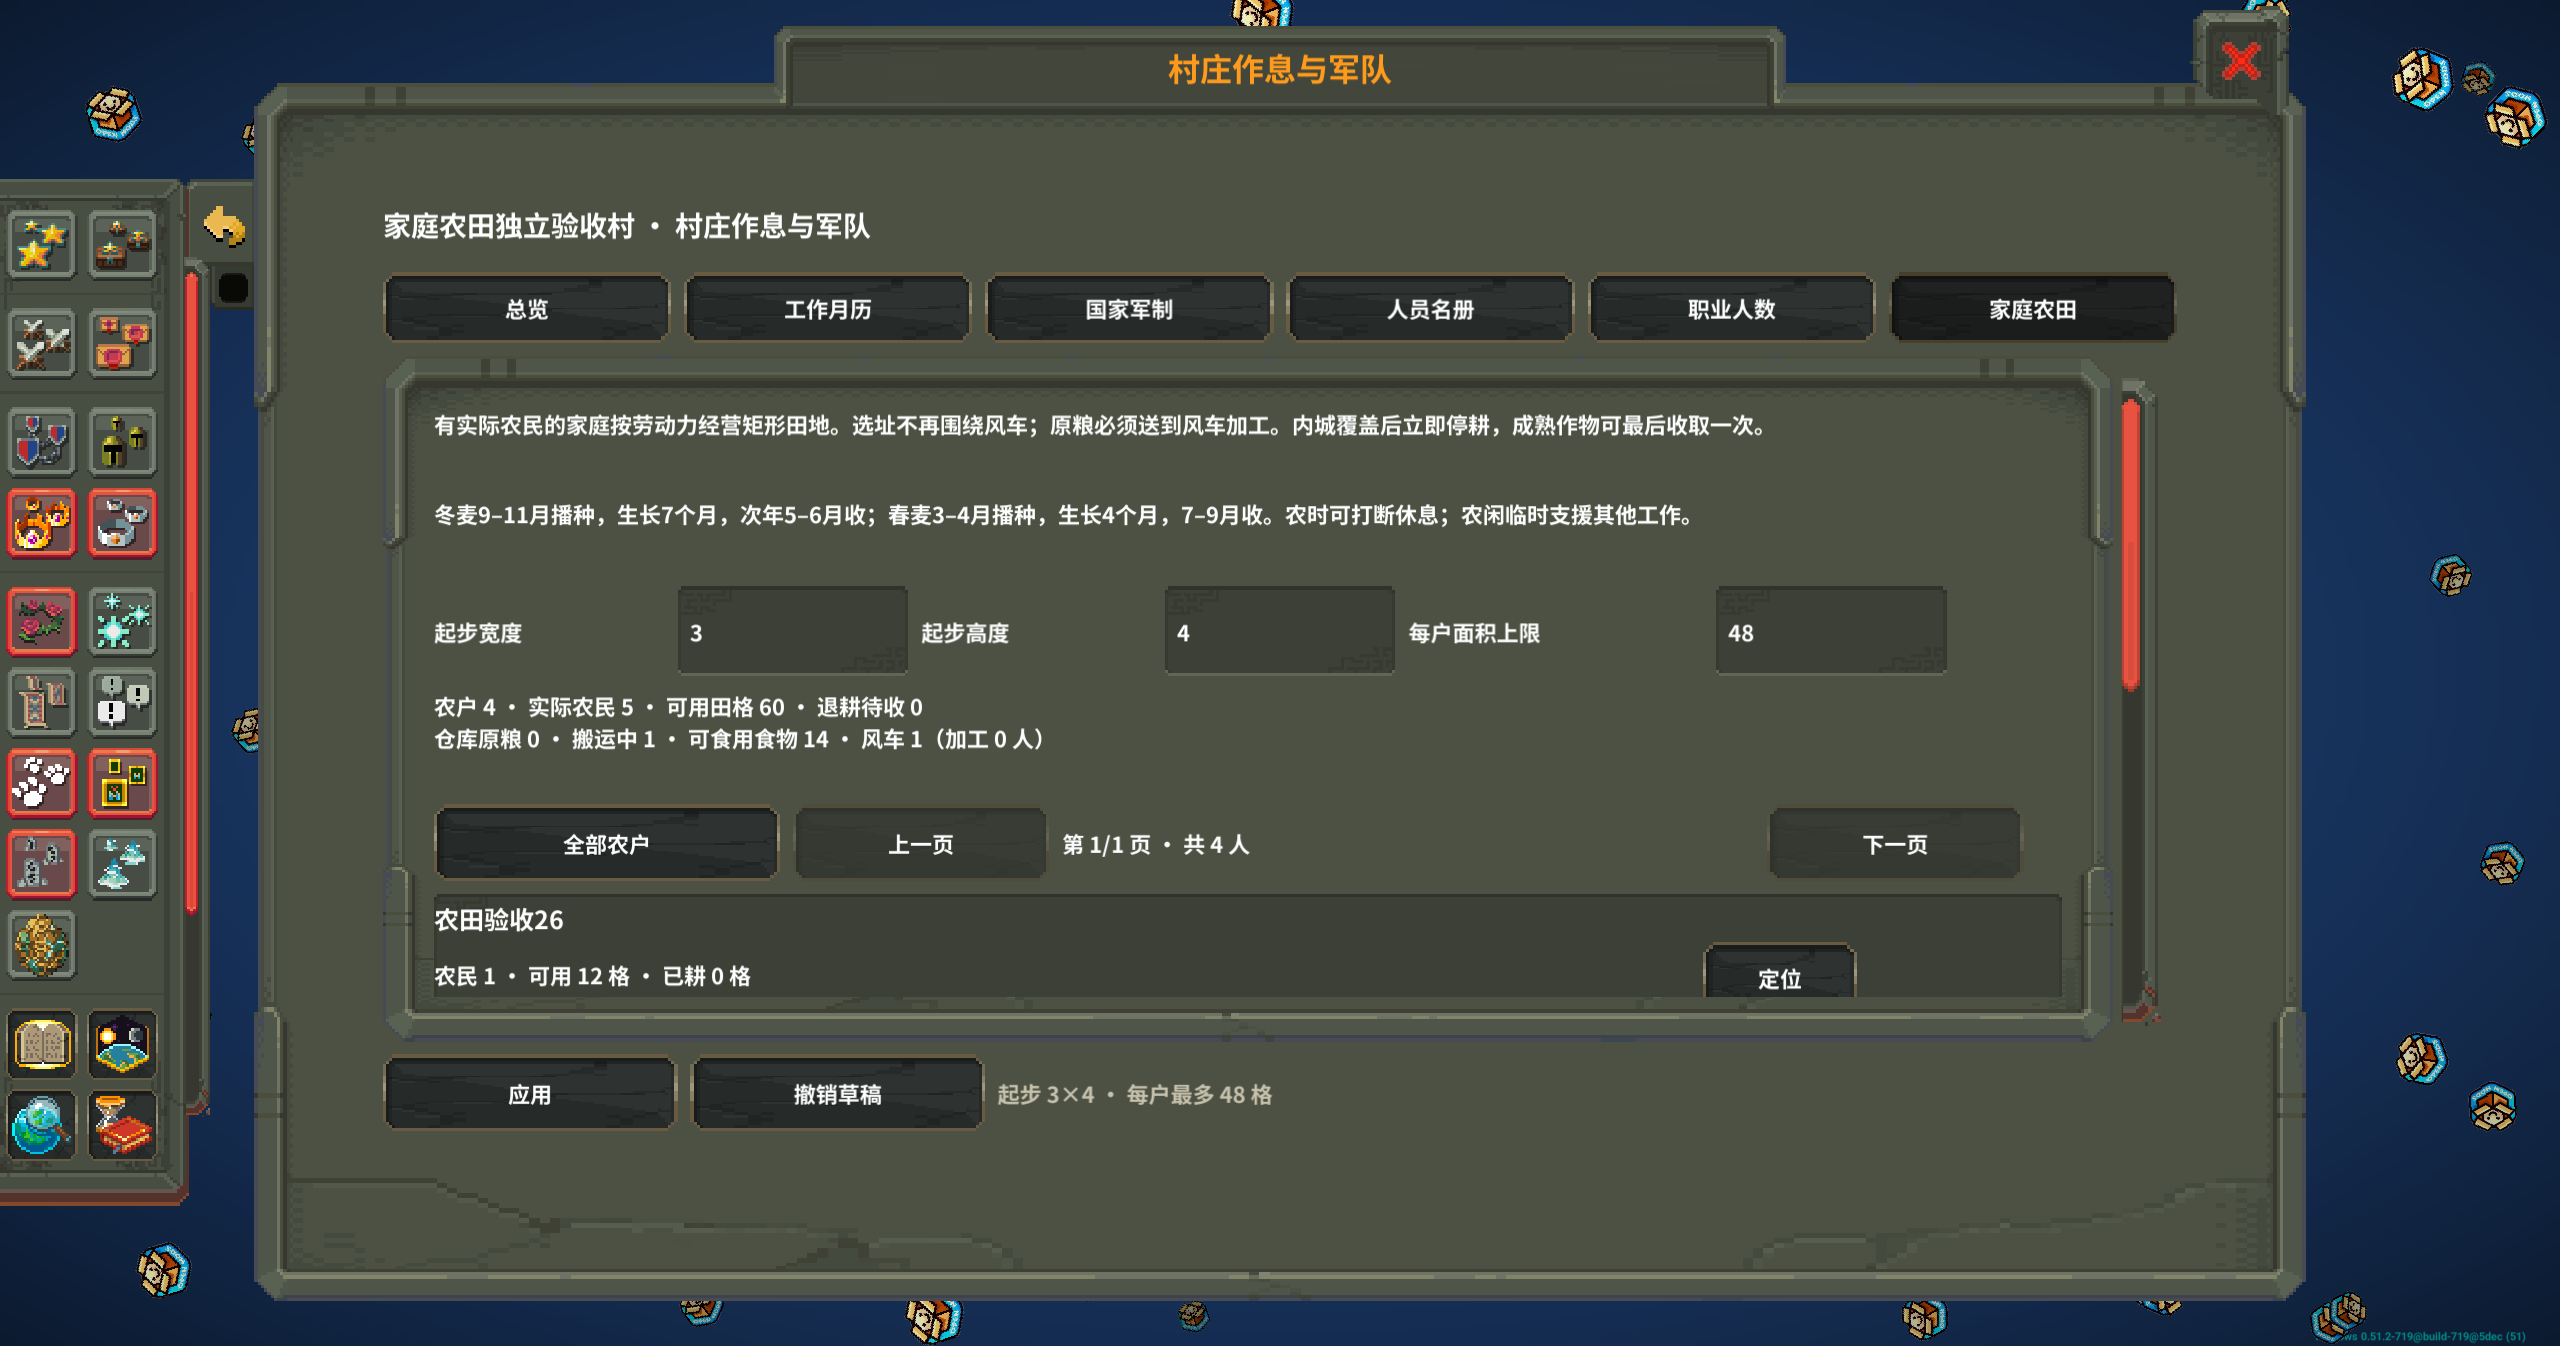 村庄作息与军队
家庭农田独立验收村 · 村庄作息与军队
总览
工作月历
国家军制
人员名册
职业人数
家庭农田
有实际农民的家庭按劳动力经营矩形田地。选址不再围绕风车；原粮必须送到风车加工。内城覆盖后立即停耕，成熟作物可最后收取一次。
冬麦9–11月播种，生长7个月，次年5–6月收；春麦3–4月播种，生长4个月，7–9月收。农时可打断休息；农闲临时支援其他工作。
起步宽度
3
起步高度
4
每户面积上限
48
农户 4 · 实际农民 5 · 可用田格 60 · 退耕待收 0
仓库原粮 0 · 搬运中 1 · 可食用食物 14 · 风车 1（加工 0 人）
全部农户
上一页
第 1/1 页 · 共 4 人
下一页
农田验收26
农民 1 · 可用 12 格 · 已耕 0 格
定位
应用
撤销草稿
起步 3×4 · 每户最多 48 格
0.51.2-719@build-719@5dec (51)